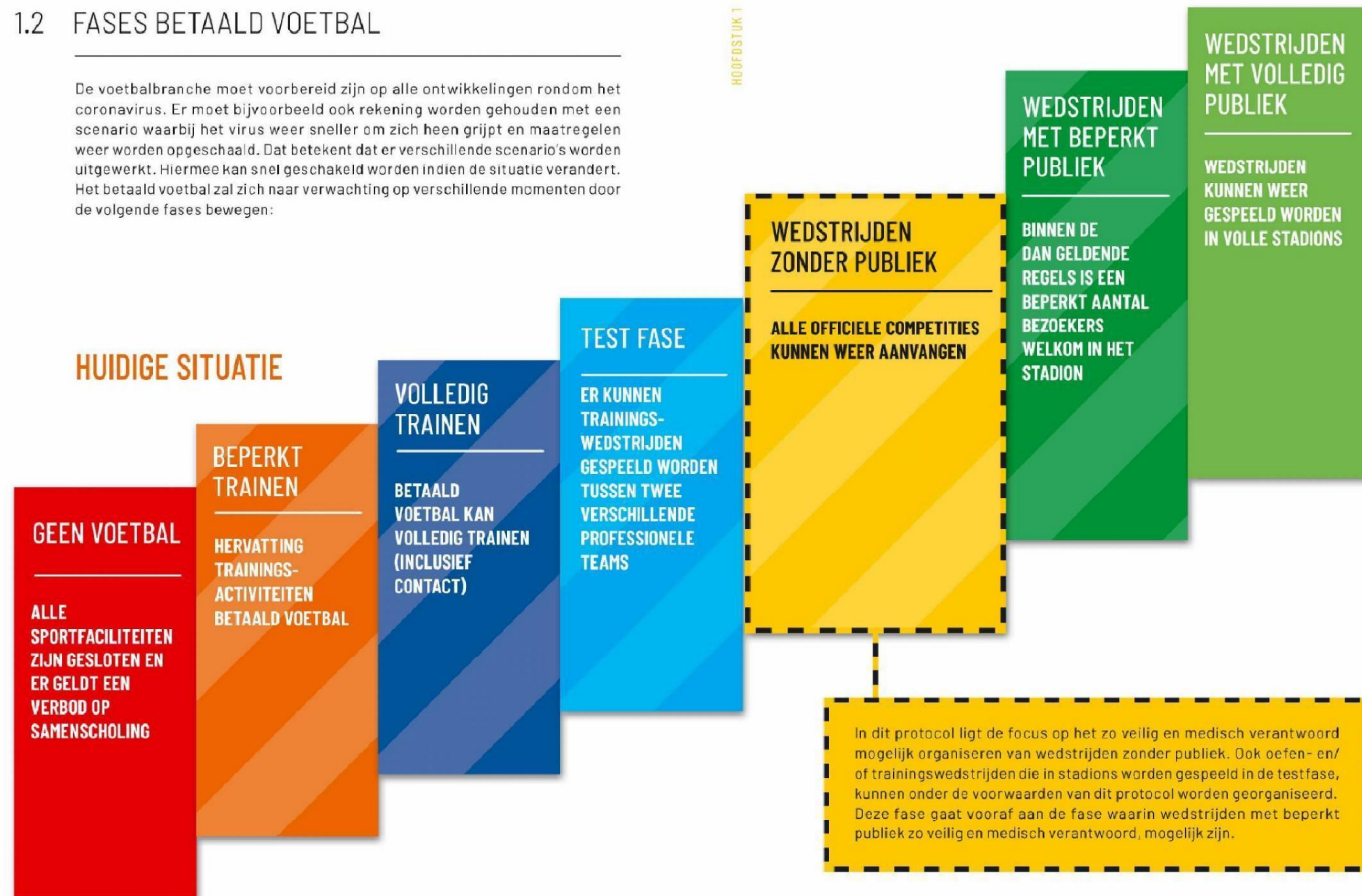 1.2 FASES BETAALD VOETBAL
De voetbalbranche moet voorbereid zijn op alle ontwikkelingen rondom het
coronavirus. Er moet bijvoorbeeld ook rekening worden gehouden met een
scenario waarbij het virus weer sneller om zich heen grijpt en maatregelen
weer worden opgeschaald. Dat betekent dat er verschillende scenario's worden
uitgewerkt. Hiermee kan snel geschakeld worden indien de situatie verandert.
Het betaald voetbal zal zich naar verwachting op verschillende momenten door
de volgende fases bewegen:
HOOFDSTUK 1
HUIDIGE SITUATIE
GEEN VOETBAL
ALLE
SPORTFACILITEITEN
ZIJN GESLOTEN EN
ER GELDT EEN
VERBOD OP
SAMENSCHOLING
BEPERKT
TRAINEN
HERVATTING
TRAININGS-
ACTIVITEITEN
BETAALD VOETBAL
VOLLEDIG
TRAINEN
BETAALD
VOETBAL KAN
VOLLEDIG TRAINEN
(INCLUSIEF
CONTACT)
TEST FASE
ER KUNNEN
TRAININGS-
WEDSTRIJDEN
GESPEELD WORDEN
TUSSEN TWEE
VERSCHILLENDE
PROFESSIONELE
TEAMS
WEDSTRIJDEN
ZONDER PUBLIEK
ALLE OFFICIELE COMPETITIES
KUNNEN WEER AANVANGEN
WEDSTRIJDEN
MET BEPERKT
PUBLIEK
BINNEN DE
DAN GELDENDE
REGELS IS EEN
BEPERKT AANTAL
BEZOEKERS
WELKOM IN HET
STADION
WEDSTRIJDEN
MET VOLLEDIG
PUBLIEK
WEDSTRIJDEN
KUNNEN WEER
GESPEELD WORDEN
IN VOLLE STADIONS
In dit protocol ligt de focus op het zo veilig en medisch verantwoord
mogelijk organiseren van wedstrijden zonder publiek. Ook oefen- en/
of trainingswedstrijden die in stadions worden gespeeld in de testfase,
kunnen onder de voorwaarden van dit protocol worden georganiseerd.
Deze fase gaat vooraf aan de fase waarin wedstrijden met beperkt
publiek zo veilig en medisch verantwoord, mogelijk zijn.